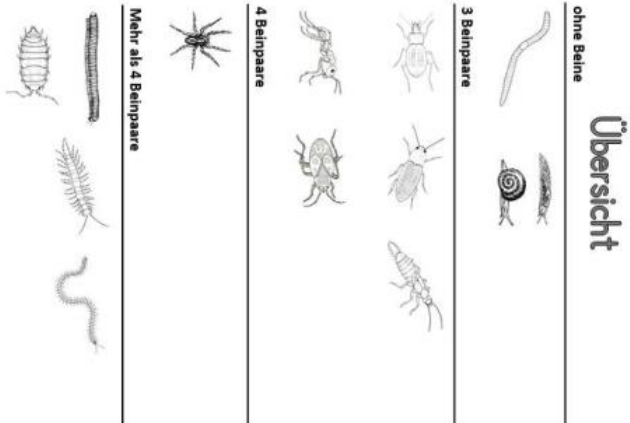 Übersicht
ohne Beine
3 Beinpaare
4 Beinpaare
Mehr als 4 Beinpaare